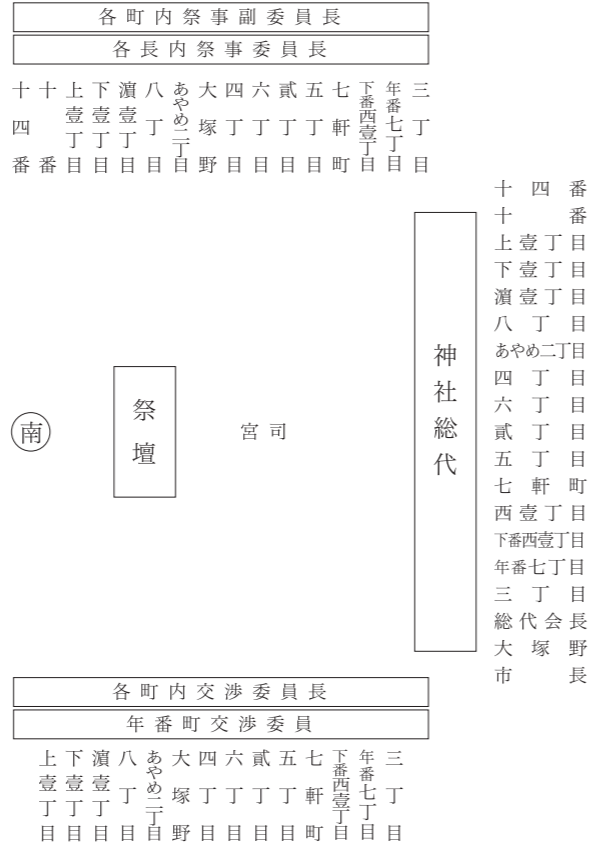 各町内祭事副委員長
各長内祭事委員長
三丁目
年番七丁目
下番西壹丁目
七軒町
五丁目
貳丁目
六丁目
四丁目
大塚野
あやめ二丁目
八丁目
濱壹丁目
下壹丁目
上壹丁目
十番
十四番
十四番
十番
上壹丁目
下壹丁目
濱壹丁目
八丁目
あやめ二丁目
四丁目
六丁目
貳丁目
五丁目
七軒町
西壹丁目
下番西壹丁目
年番七丁目
三丁目
総代会長
大塚野
市長
神社総代
宮司
祭壇
南
各町内交渉委員長
年番町交渉委員
三丁目
年番七丁目
下番西壹丁目
七軒町
五丁目
貳丁目
六丁目
四丁目
大塚野
あやめ二丁目
八丁目
濱壹丁目
下壹丁目
上壹丁目